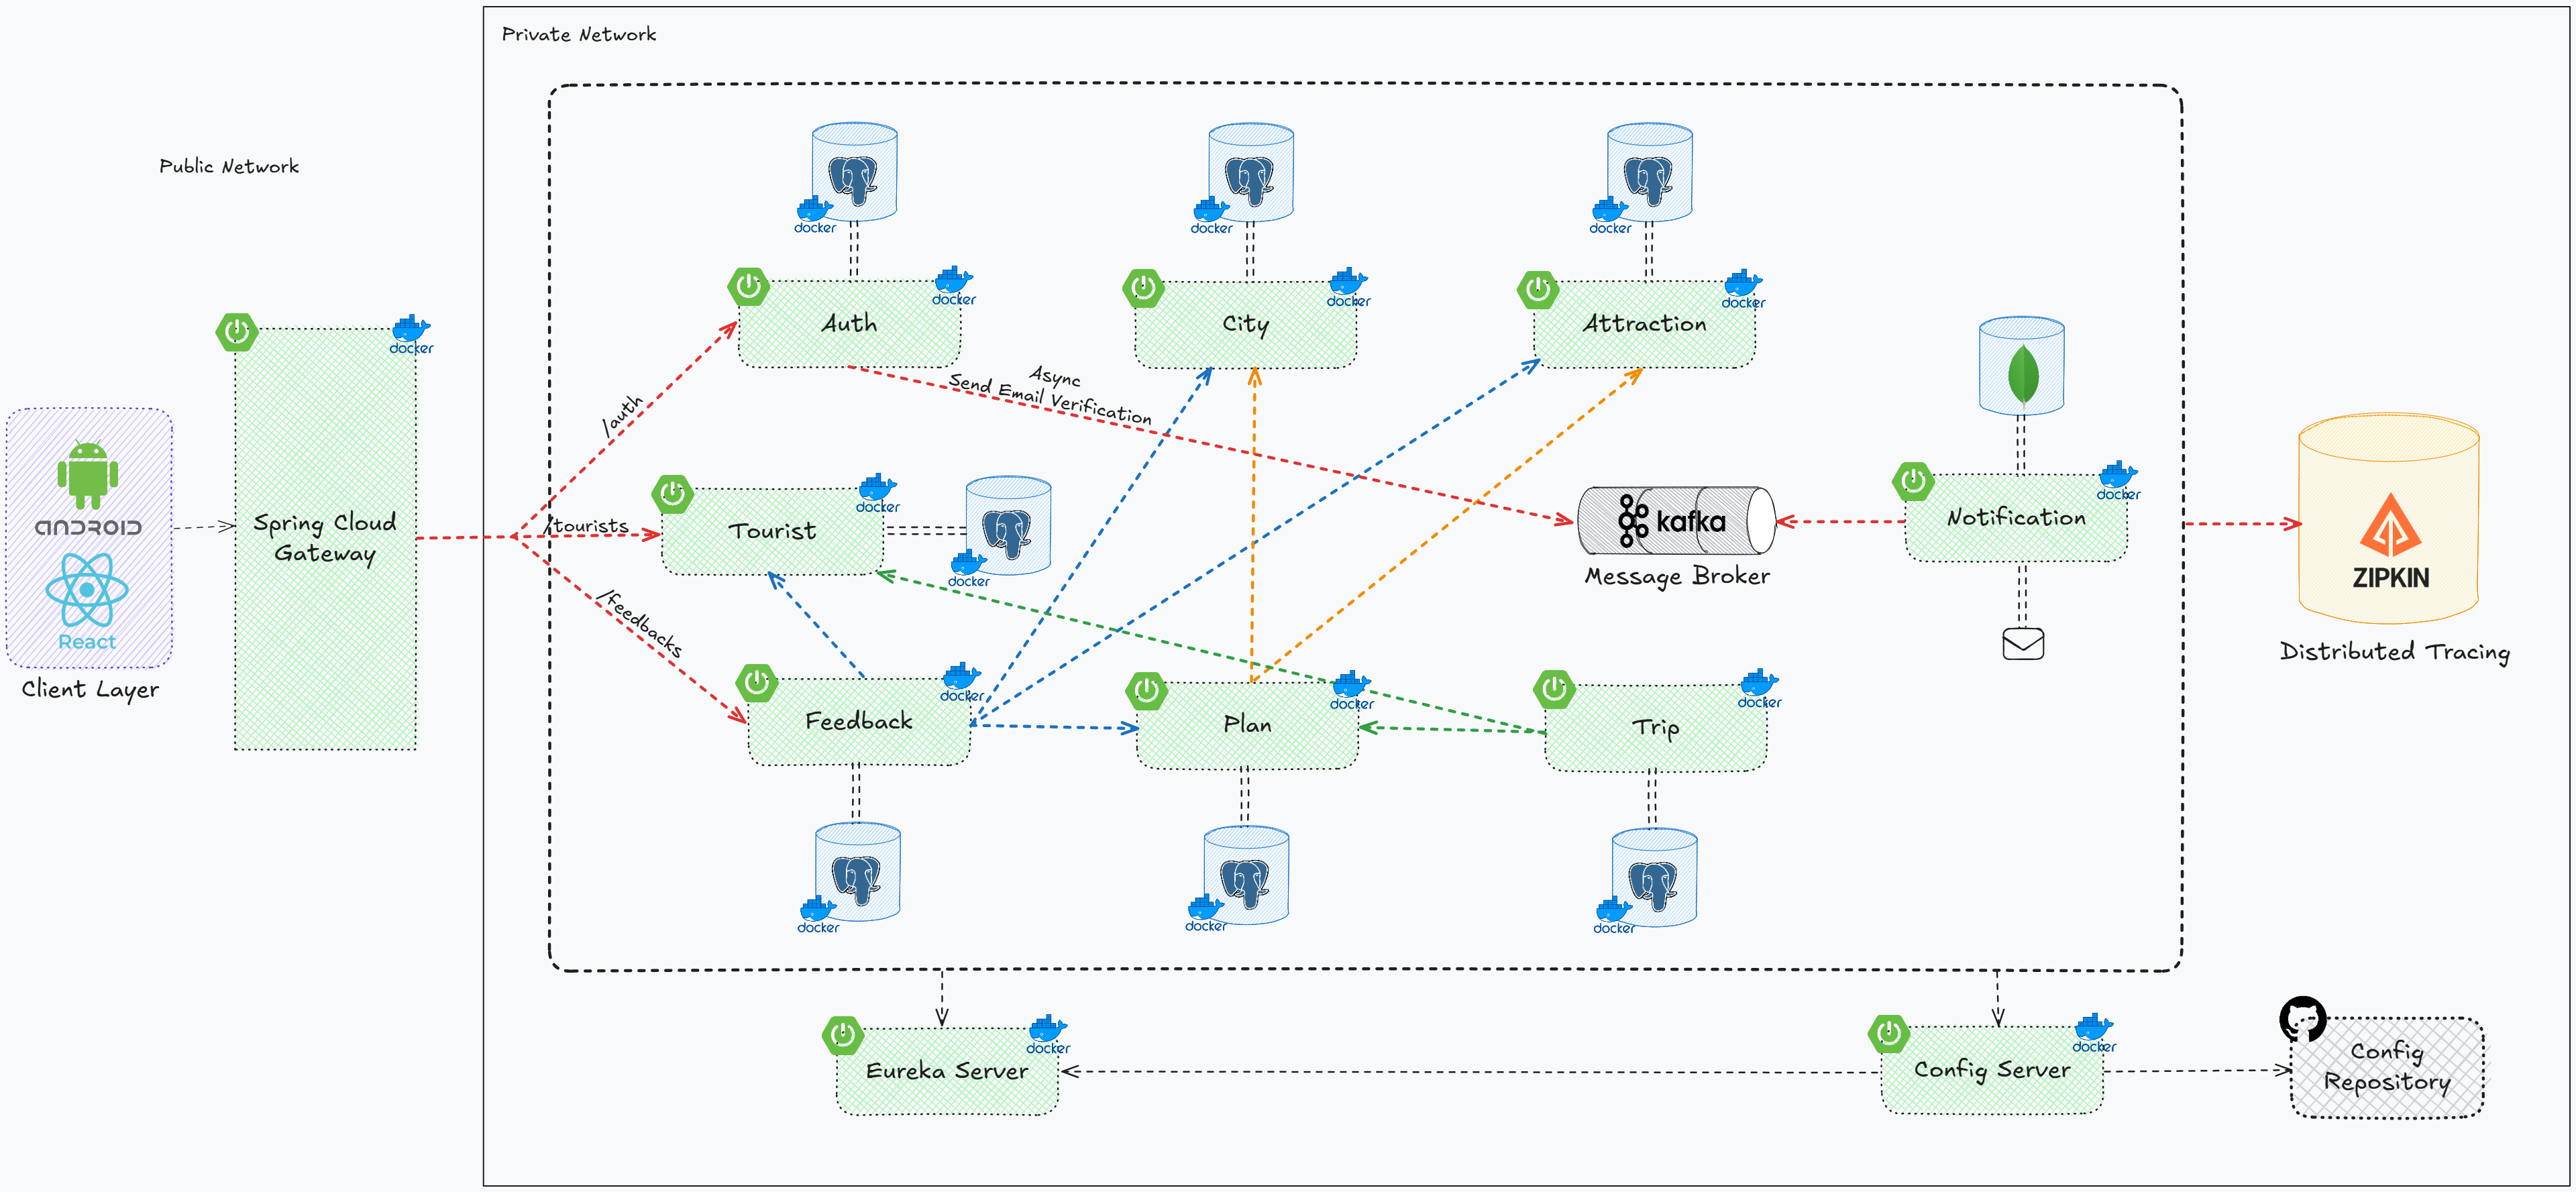 Private Network
Public Network
docker
docker
docker
docker
docker
docker
Auth
City
Attraction
docker
Async
Send Email Verification
/auth
docker
docker
ANDROID
React
Client Layer
Spring Cloud
Gateway
/tourists
Tourist
docker
kafka
Message Broker
Notification
ZIPKIN
Distributed Tracing
/feedbacks
docker
docker
docker
Feedback
Plan
Trip
docker
docker
docker
docker
docker
Eureka Server
Config Server
Config
Repository